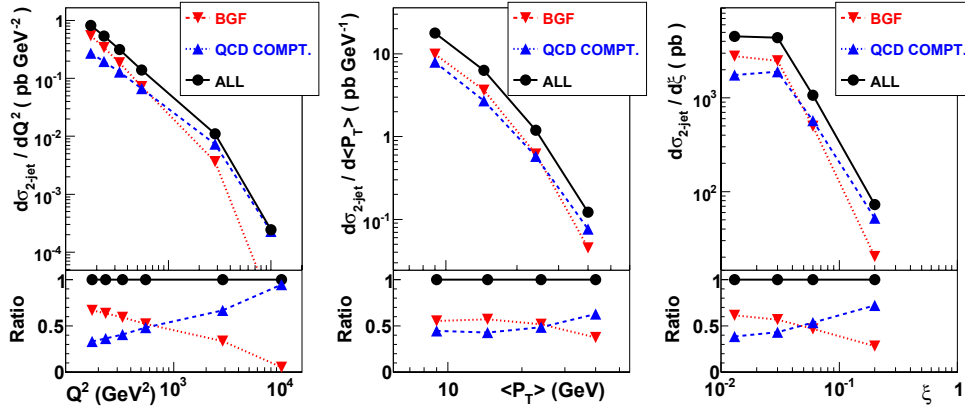 dσ2-jet / dQ² ( pb GeV⁻²)
1
10⁻¹
10⁻²
10⁻³
10⁻⁴
BGF
QCD COMPT.
ALL
Ratio
1
0.5
0
10³
10⁴
Q² (GeV²)
dσ2-jet / d<P_T> ( pb GeV⁻¹)
10
1
10⁻¹
BGF
QCD COMPT.
ALL
Ratio
1
0.5
0
10
<P_T> (GeV)
dσ2-jet / dξ ( pb)
10³
10²
BGF
QCD COMPT.
ALL
Ratio
1
0.5
0
10⁻²
10⁻¹
1
ξ